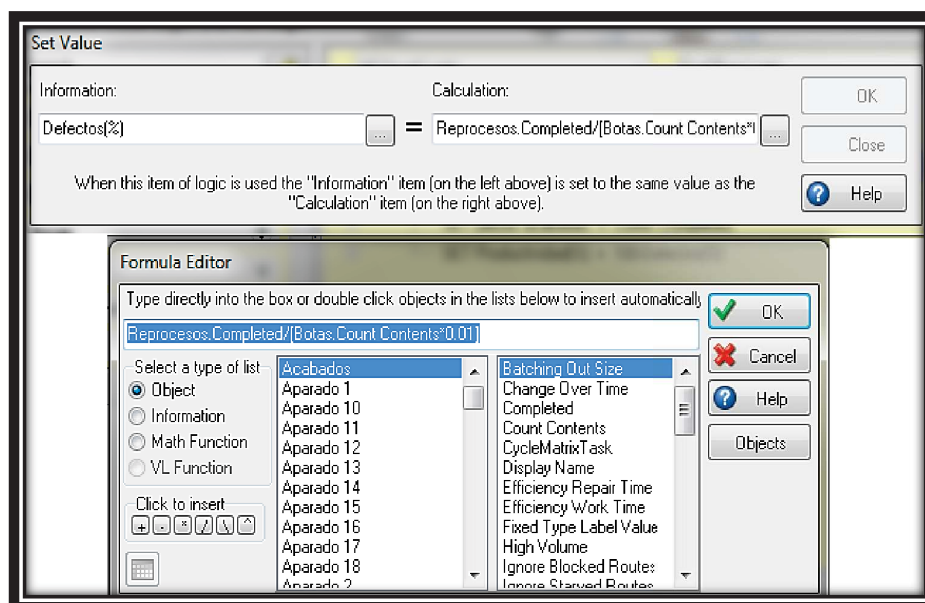 Set Value
Information:
Calculation:
Defectos(%)
...
=
Reprocesos.Completed/[Botas.Count Contents*
...
OK
Close
Help
When this item of logic is used the "Information" item (on the left above) is set to the same value as the
"Calculation" item (on the right above).
Formula Editor
Type directly into the box or double click objects in the lists below to insert automatically
Reprocesos.Completed/[Botas.Count Contents*0.01]
Select a type of list
Object
Information
Math Function
VL Function
Click to insert
+ - * / \ ^
Acabados
Aparado 1
Aparado 10
Aparado 11
Aparado 12
Aparado 13
Aparado 14
Aparado 15
Aparado 16
Aparado 17
Aparado 18
Aparado 2
Batching Out Size
Change Over Time
Completed
Count Contents
CycleMatrixTask
Display Name
Efficiency Repair Time
Efficiency Work Time
Fixed Type Label Value
High Volume
Ignore Blocked Routes
Ignore Starved Routes
OK
Cancel
Help
Objects